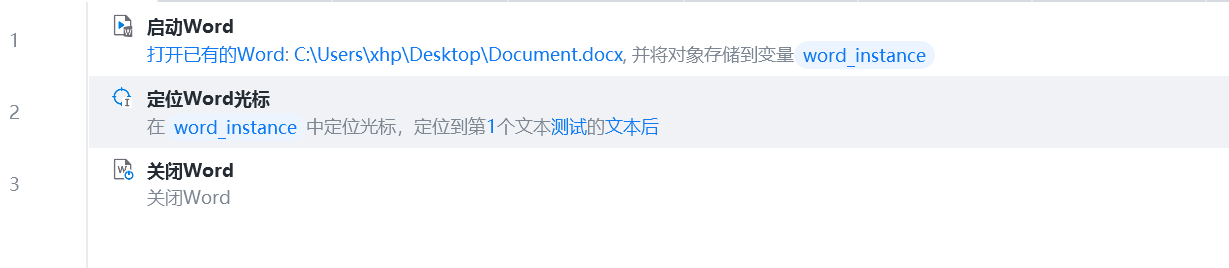 1
启动Word
打开已有的Word: C:\Users\xhp\Desktop\Document.docx, 并将对象存储到变量 word_instance
2
定位Word光标
在 word_instance 中定位光标，定位到第1个文本测试的文本后
3
关闭Word
关闭Word